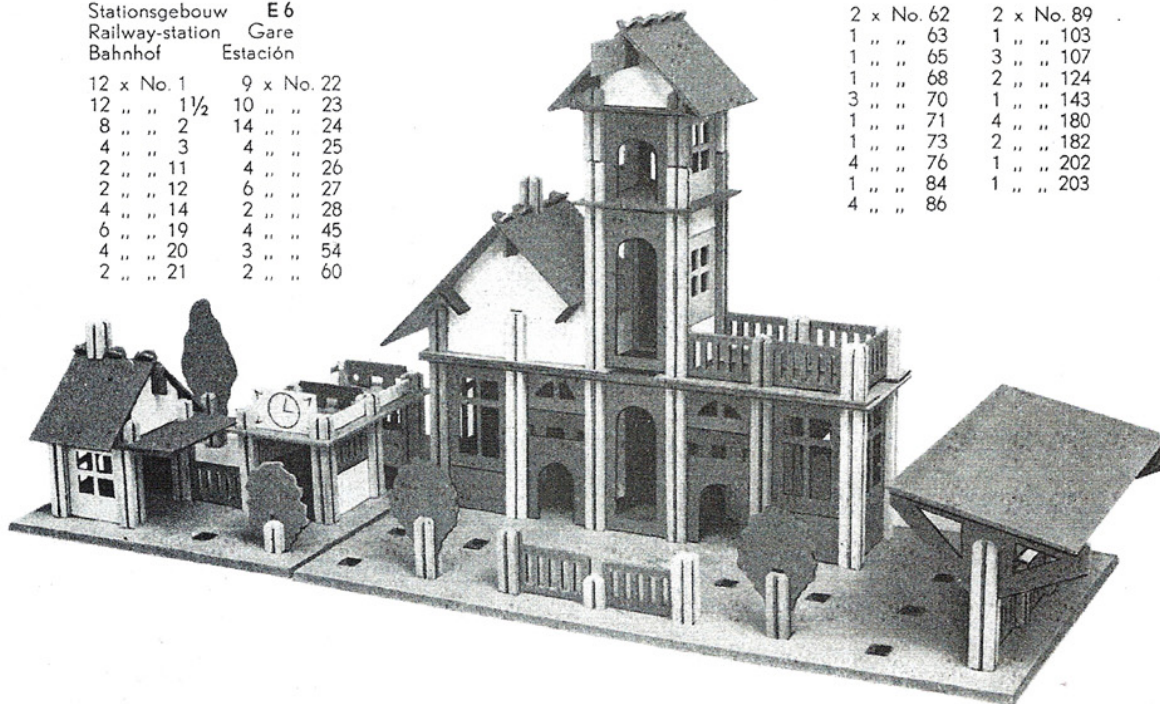 Stationsgebouw E 6
Railway-station Gare
Bahnhof Estación
12 x No. 1 9 x No. 22
12 ,, ,, 1½ 10 ,, ,, 23
8 ,, ,, 2 14 ,, ,, 24
4 ,, ,, 3 4 ,, ,, 25
2 ,, ,, 11 4 ,, ,, 26
2 ,, ,, 12 6 ,, ,, 27
4 ,, ,, 14 2 ,, ,, 28
6 ,, ,, 19 4 ,, ,, 45
4 ,, ,, 20 3 ,, ,, 54
2 ,, ,, 21 2 ,, ,, 60
2 x No. 62 2 x No. 89
1 ,, ,, 63 1 ,, ,, 103
1 ,, ,, 65 3 ,, ,, 107
1 ,, ,, 68 2 ,, ,, 124
3 ,, ,, 70 1 ,, ,, 143
1 ,, ,, 71 4 ,, ,, 180
1 ,, ,, 73 2 ,, ,, 182
4 ,, ,, 76 1 ,, ,, 202
1 ,, ,, 84 1 ,, ,, 203
4 ,, ,, 86